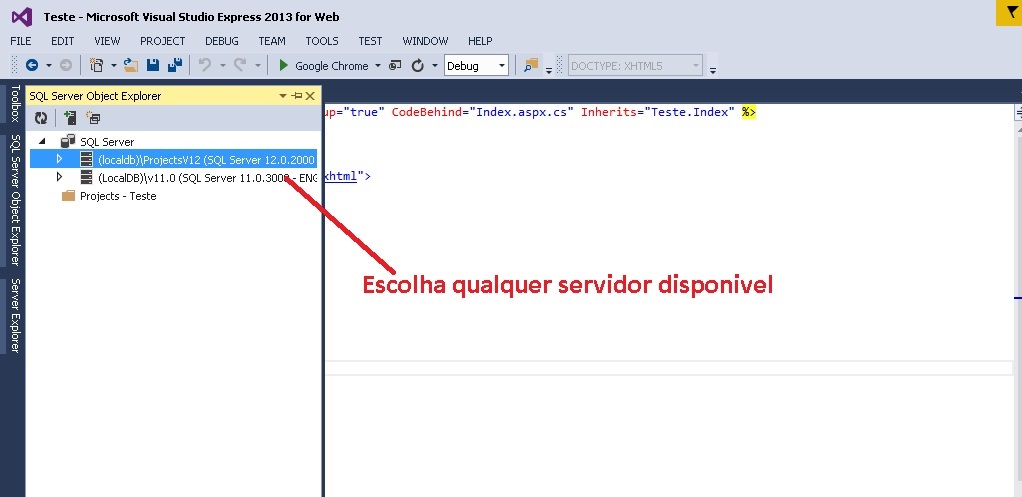 Teste - Microsoft Visual Studio Express 2013 for Web
FILE EDIT VIEW PROJECT DEBUG TEAM TOOLS TEST WINDOW HELP
Google Chrome Debug DOCTYPE: XHTML5
Toolbox
SQL Server Object Explorer
Server Explorer
SQL Server Object Explorer
SQL Server
(localdb)\ProjectsV12 (SQL Server 12.0.2000
(LocalDB)\v11.0 (SQL Server 11.0.3000 - ENG
Projects - Teste
up="true" CodeBehind="Index.aspx.cs" Inherits="Teste.Index" %>
xhtml">
Escolha qualquer servidor disponivel